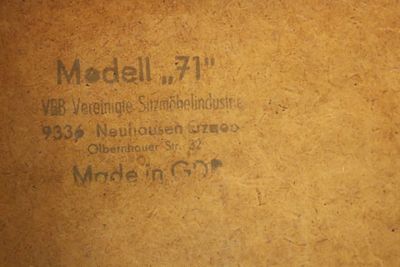 Modell „71"
VEB Vereinigte Sitzmöbelindustrie
9336 Neuhausen Erzgeb
Olbernhauer Str. 32
Made in GDR